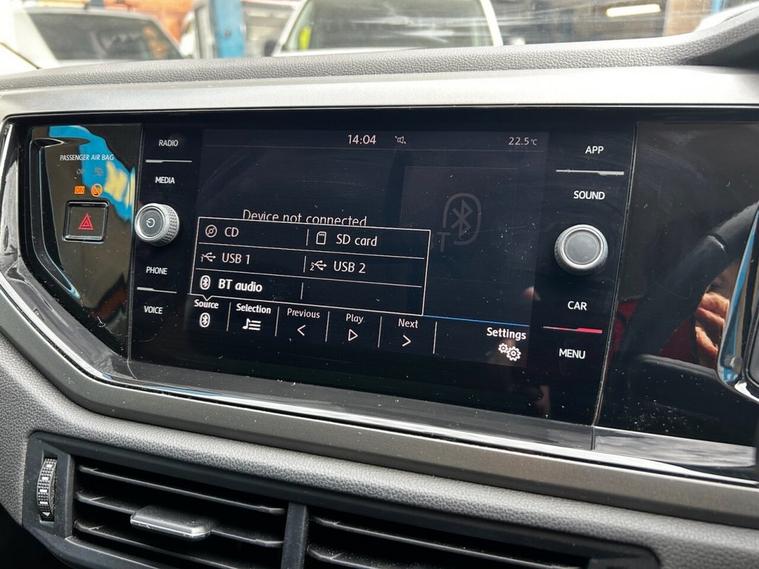 RADIO
MEDIA
PHONE
VOICE
PASSENGER AIR BAG
14:04
22.5°C
Device not connected
CD
SD card
USB 1
USB 2
BT audio
Source
Selection
Previous
Play
Next
Settings
APP
SOUND
CAR
MENU